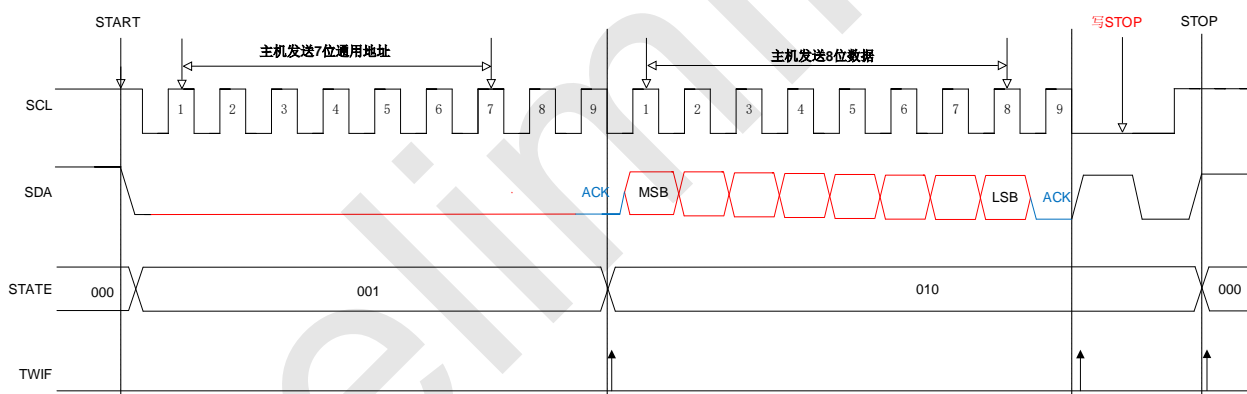 START 写STOP STOP
主机发送7位通用地址 主机发送8位数据
SCL 1 2 3 4 5 6 7 8 9 1 2 3 4 5 6 7 8 9
SDA ACK MSB LSB ACK
STATE 000 001 010 000
TWIF